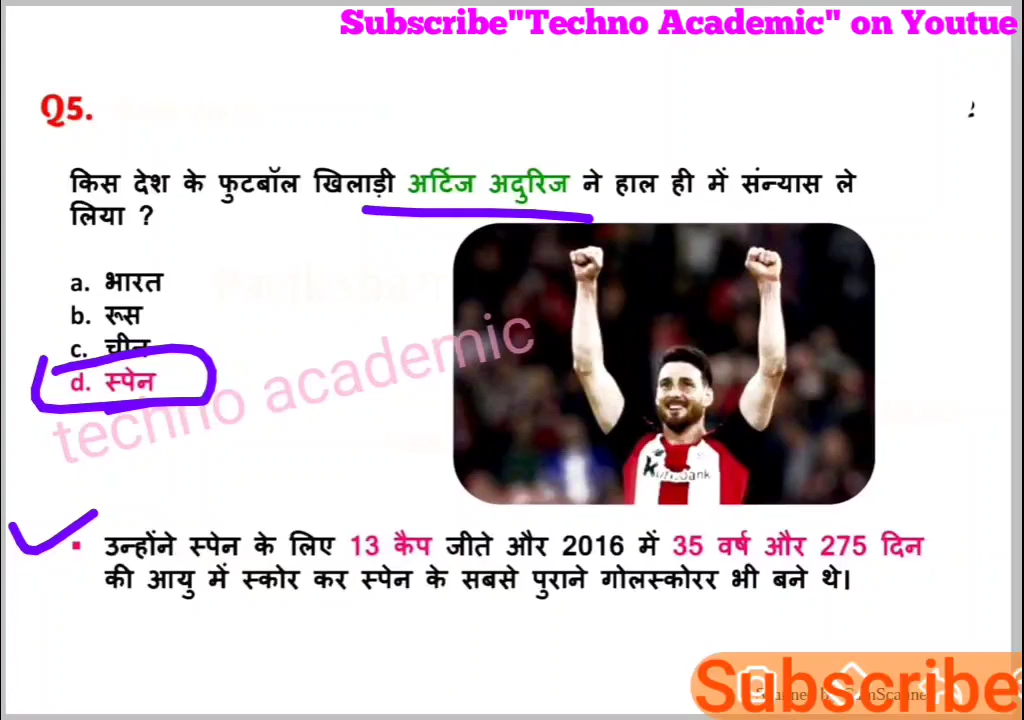 Subscribe"Techno Academic" on Youtue
Q5.
किस देश के फुटबॉल खिलाड़ी अर्टिज अदुरिज ने हाल ही में संन्यास ले
लिया ?
a. भारत
b. रूस
c. चीन
d. स्पेन
techno academic
उन्होंने स्पेन के लिए 13 कैप जीते और 2016 में 35 वर्ष और 275 दिन
की आयु में स्कोर कर स्पेन के सबसे पुराने गोलस्कोरर भी बने थे।
Subscribe